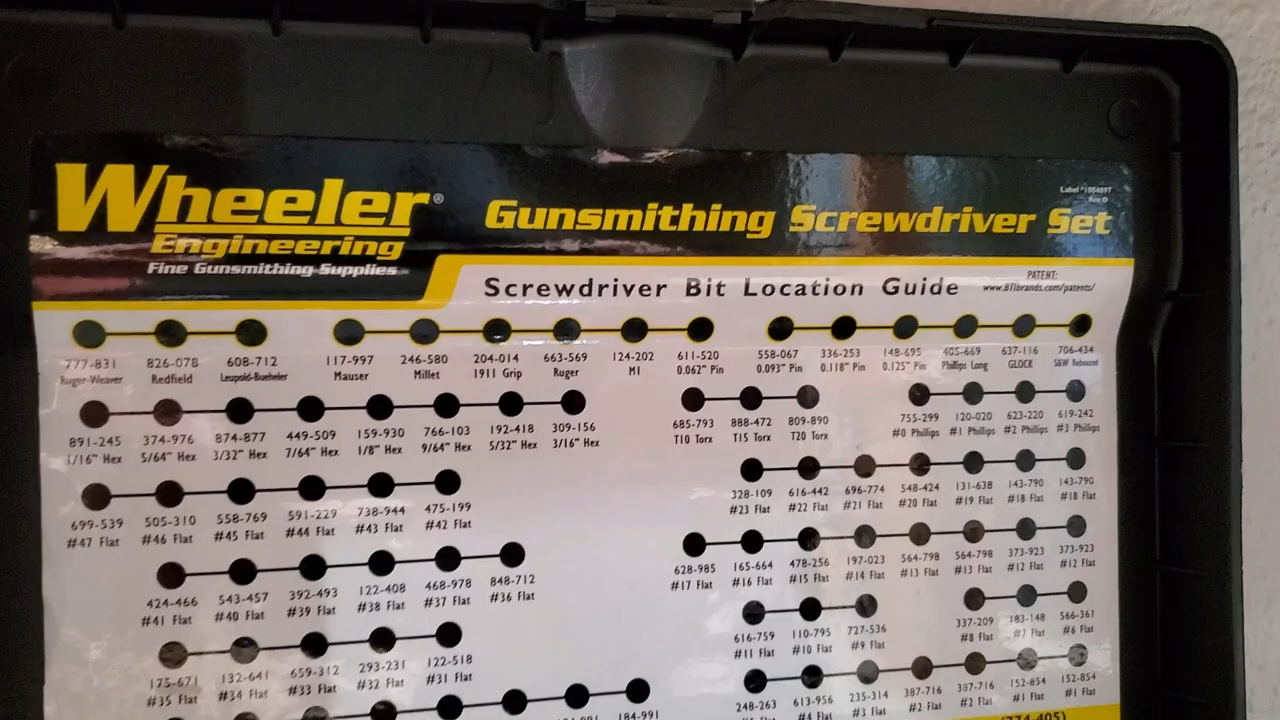 Label #1084097
Rev D
Wheeler®
Engineering
Fine Gunsmithing Supplies
Gunsmithing Screwdriver Set
Screwdriver Bit Location Guide
PATENT:
www.BTIbrands.com/patents/
777-831 826-078 608-712 117-997 246-580 204-014 663-569 124-202 611-520 558-067 336-253 148-695 405-669 637-116 706-434
Ruger-Weaver Redfield Leupold-Buehler Mauser Millet 1911 Grip Ruger M1 0.062" Pin 0.093" Pin 0.118" Pin 0.125" Pin Phillips Long GLOCK S&W Rebound
891-245 374-976 874-877 449-509 159-930 766-103 192-418 309-156 685-793 888-472 809-890 755-299 120-020 623-220 619-242
1/16" Hex 5/64" Hex 3/32" Hex 7/64" Hex 1/8" Hex 9/64" Hex 5/32" Hex 3/16" Hex T10 Torx T15 Torx T20 Torx #0 Phillips #1 Phillips #2 Phillips #3 Phillips
699-539 505-310 558-769 591-229 738-944 475-199 328-109 616-442 696-774 548-424 131-638 143-790 143-790
#47 Flat #46 Flat #45 Flat #44 Flat #43 Flat #42 Flat #23 Flat #22 Flat #21 Flat #20 Flat #19 Flat #18 Flat #18 Flat
424-466 543-457 392-493 122-408 468-978 848-712 628-985 165-664 478-256 197-023 564-798 564-798 373-923 373-923
#41 Flat #40 Flat #39 Flat #38 Flat #37 Flat #36 Flat #17 Flat #16 Flat #15 Flat #14 Flat #13 Flat #13 Flat #12 Flat #12 Flat
175-671 132-641 659-312 293-231 122-518 616-759 110-795 727-536 337-209 183-148 566-361
#35 Flat #34 Flat #33 Flat #32 Flat #31 Flat #11 Flat #10 Flat #9 Flat #8 Flat #7 Flat #6 Flat
184-991 248-263 613-956 235-314 387-716 387-716 152-854 152-854
#4 Flat #3 Flat #2 Flat #2 Flat #1 Flat #1 Flat
(774-405)